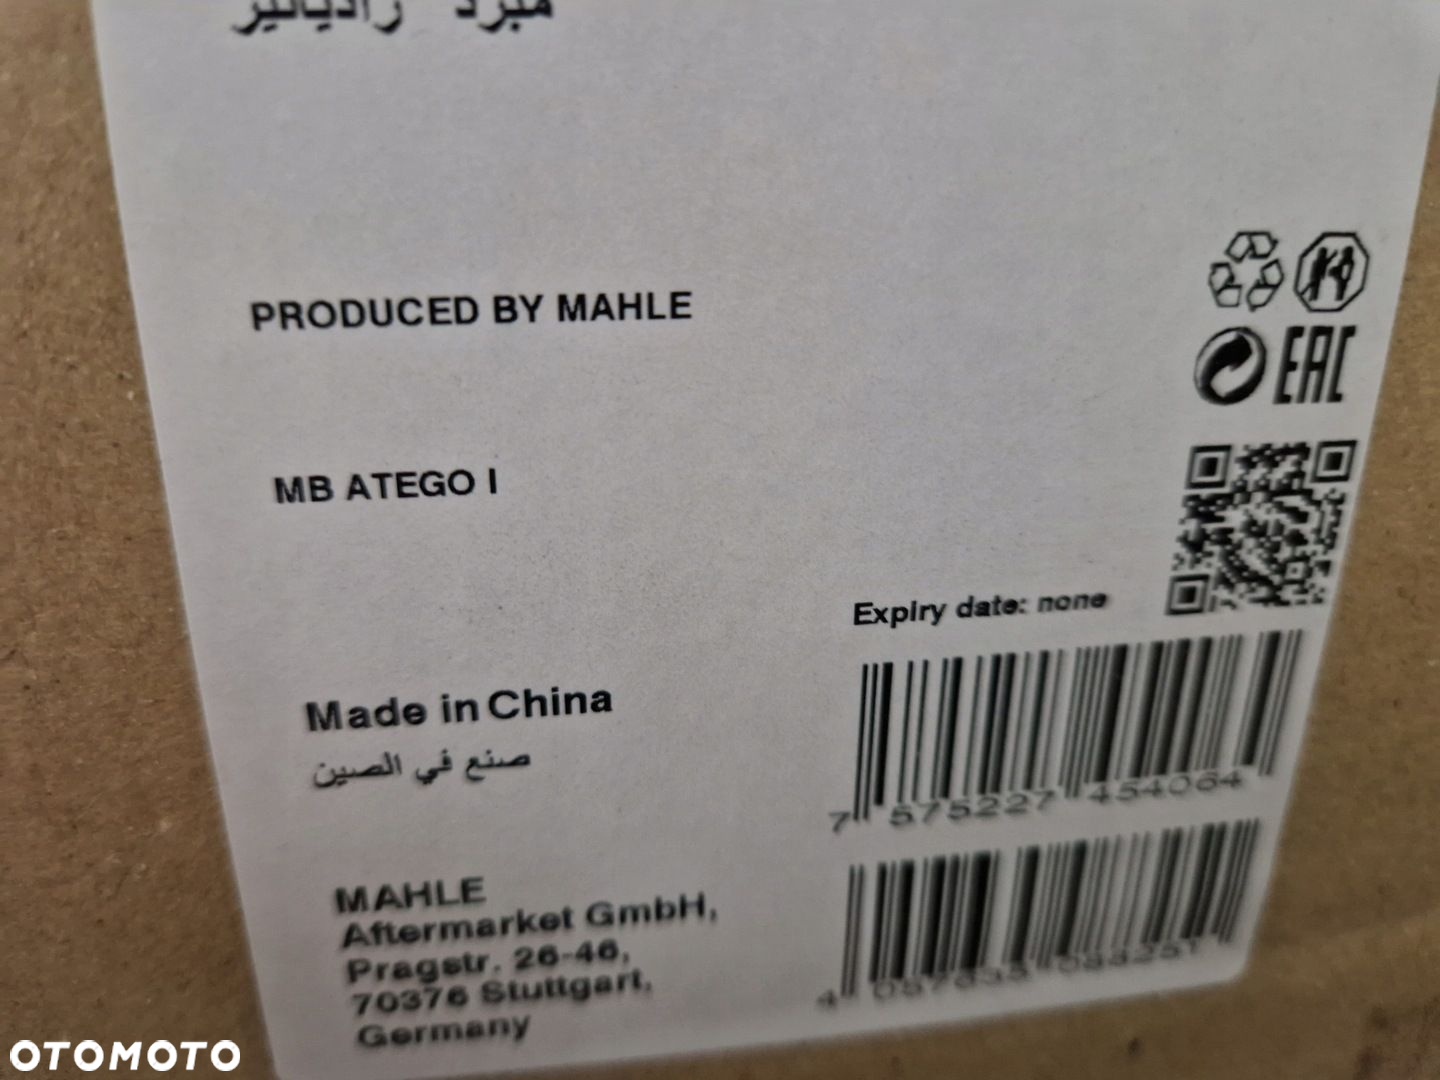 مبرد راديانير
PRODUCED BY MAHLE
EAC
MB ATEGO I
Expiry date: none
Made in China
صنع في الصين
7 575227 454064
MAHLE
Aftermarket GmbH,
Pragstr. 26-46,
70376 Stuttgart,
Germany
OTOMOTO